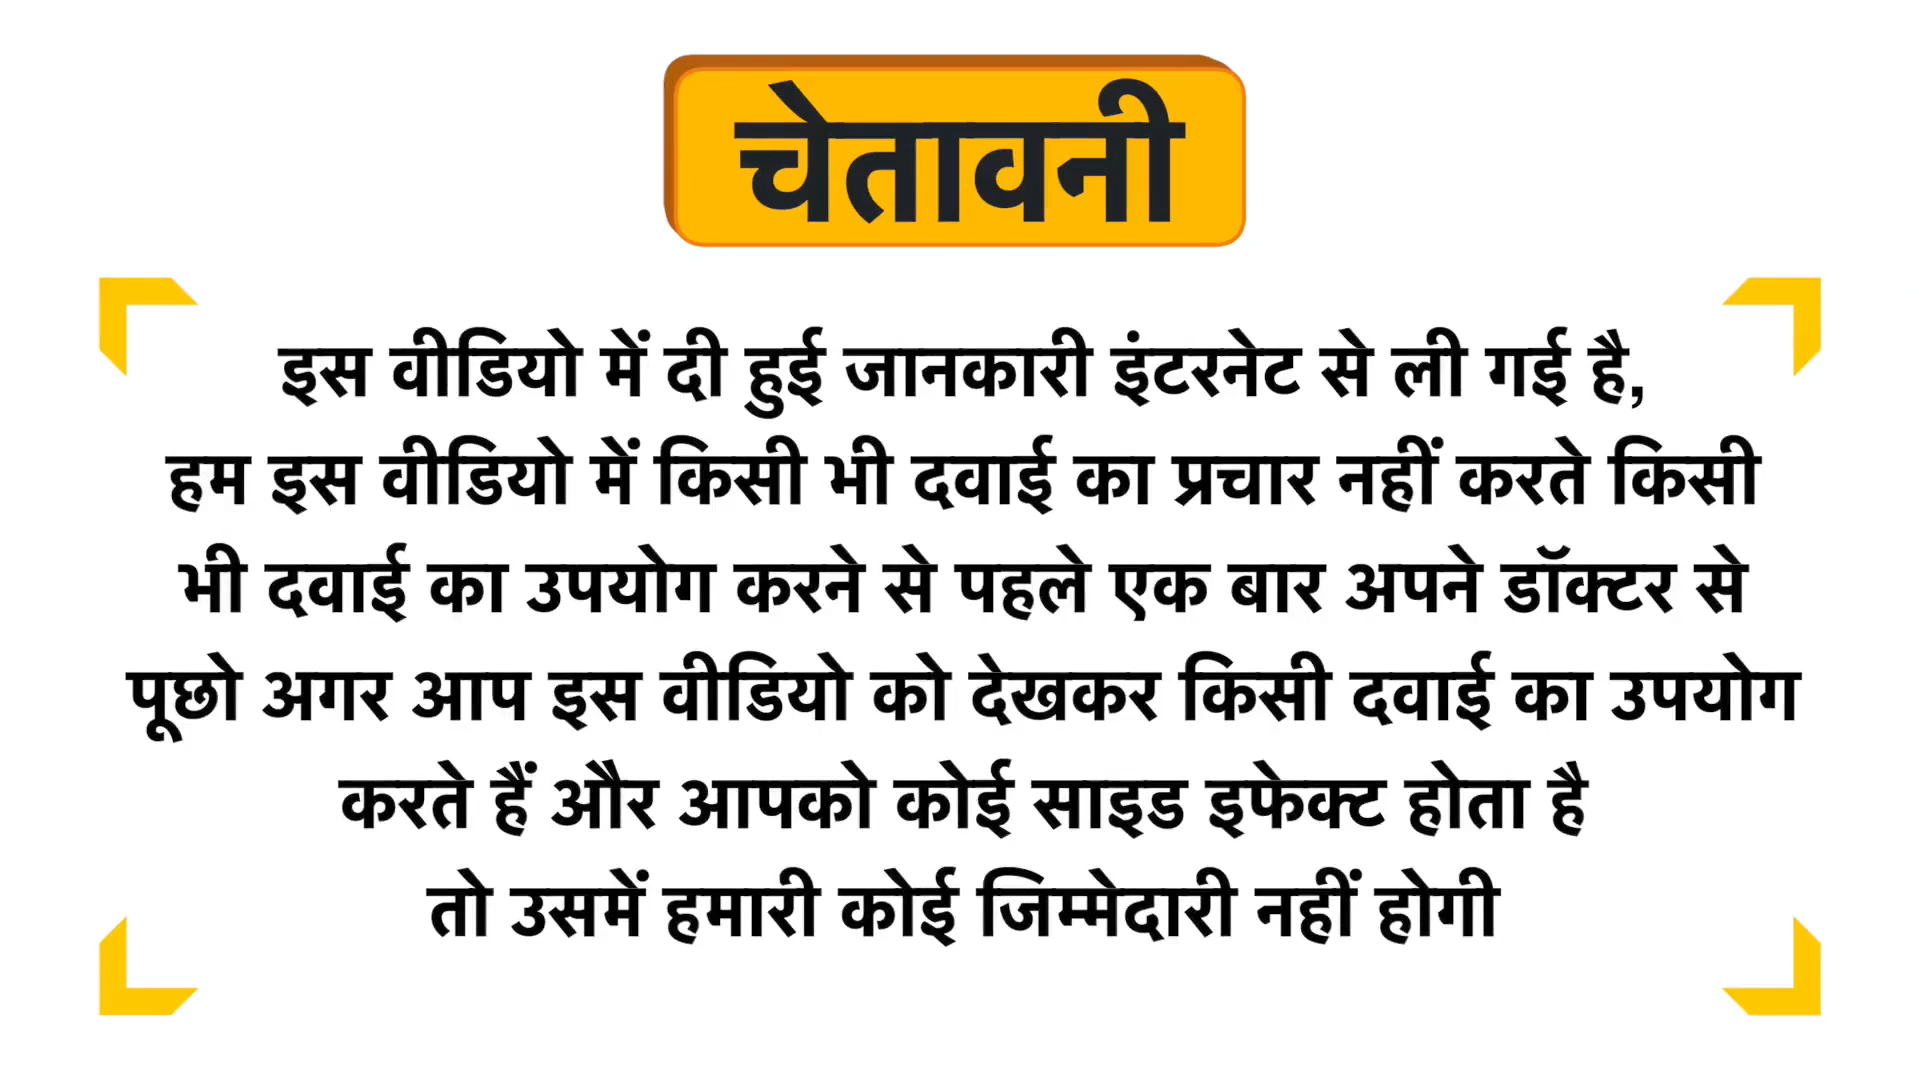 चेतावनी
इस वीडियो में दी हुई जानकारी इंटरनेट से ली गई है,
हम इस वीडियो में किसी भी दवाई का प्रचार नहीं करते किसी
भी दवाई का उपयोग करने से पहले एक बार अपने डॉक्टर से
पूछो अगर आप इस वीडियो को देखकर किसी दवाई का उपयोग
करते हैं और आपको कोई साइड इफेक्ट होता है
तो उसमें हमारी कोई जिम्मेदारी नहीं होगी